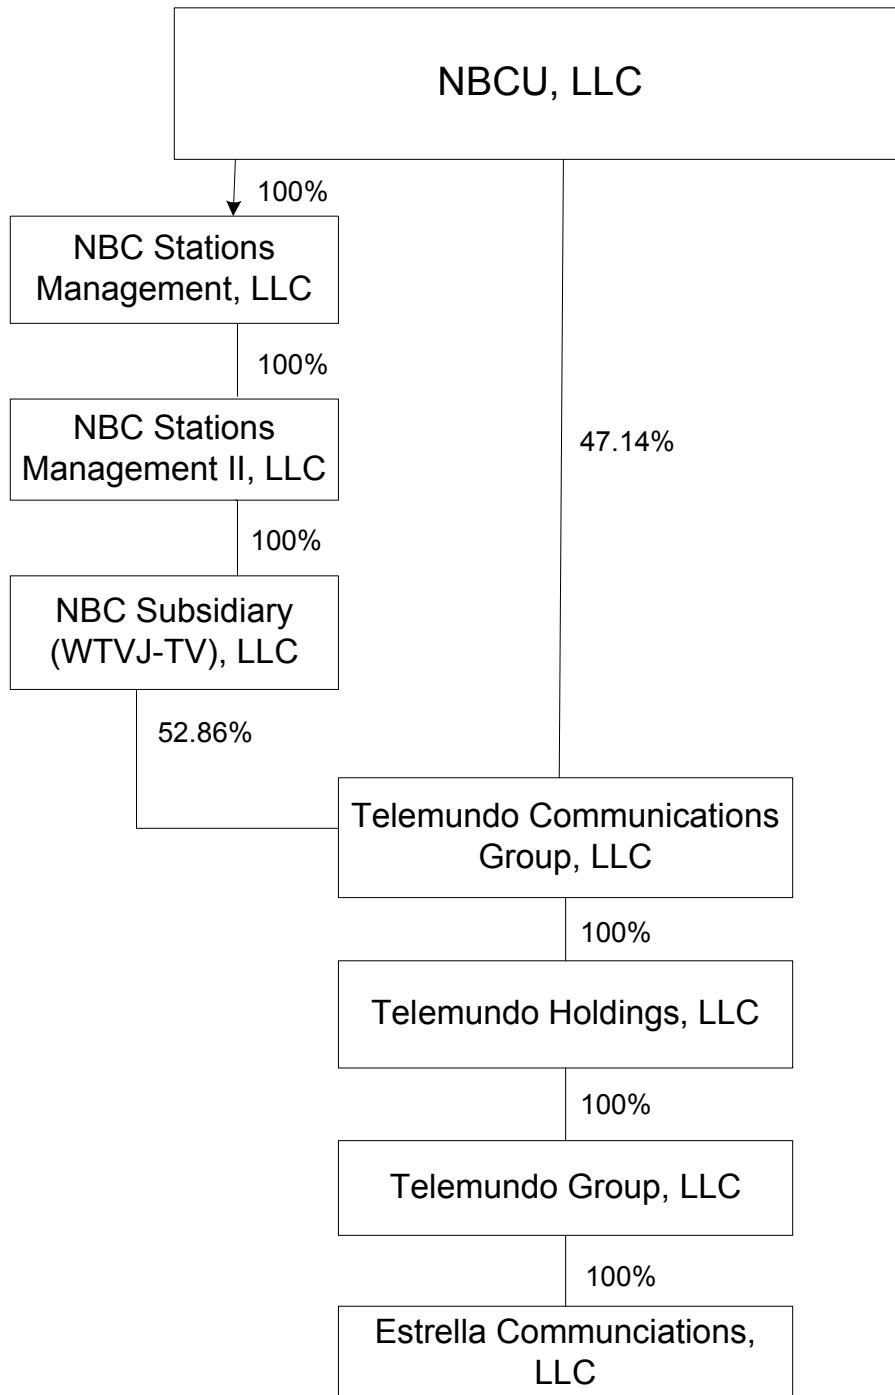 NBCU, LLC
100%
NBC Stations
Management, LLC
100%
NBC Stations
Management II, LLC
47.14%
100%
NBC Subsidiary
(WTVJ-TV), LLC
52.86%
Telemundo Communications
Group, LLC
100%
Telemundo Holdings, LLC
100%
Telemundo Group, LLC
100%
Estrella Communciations,
LLC